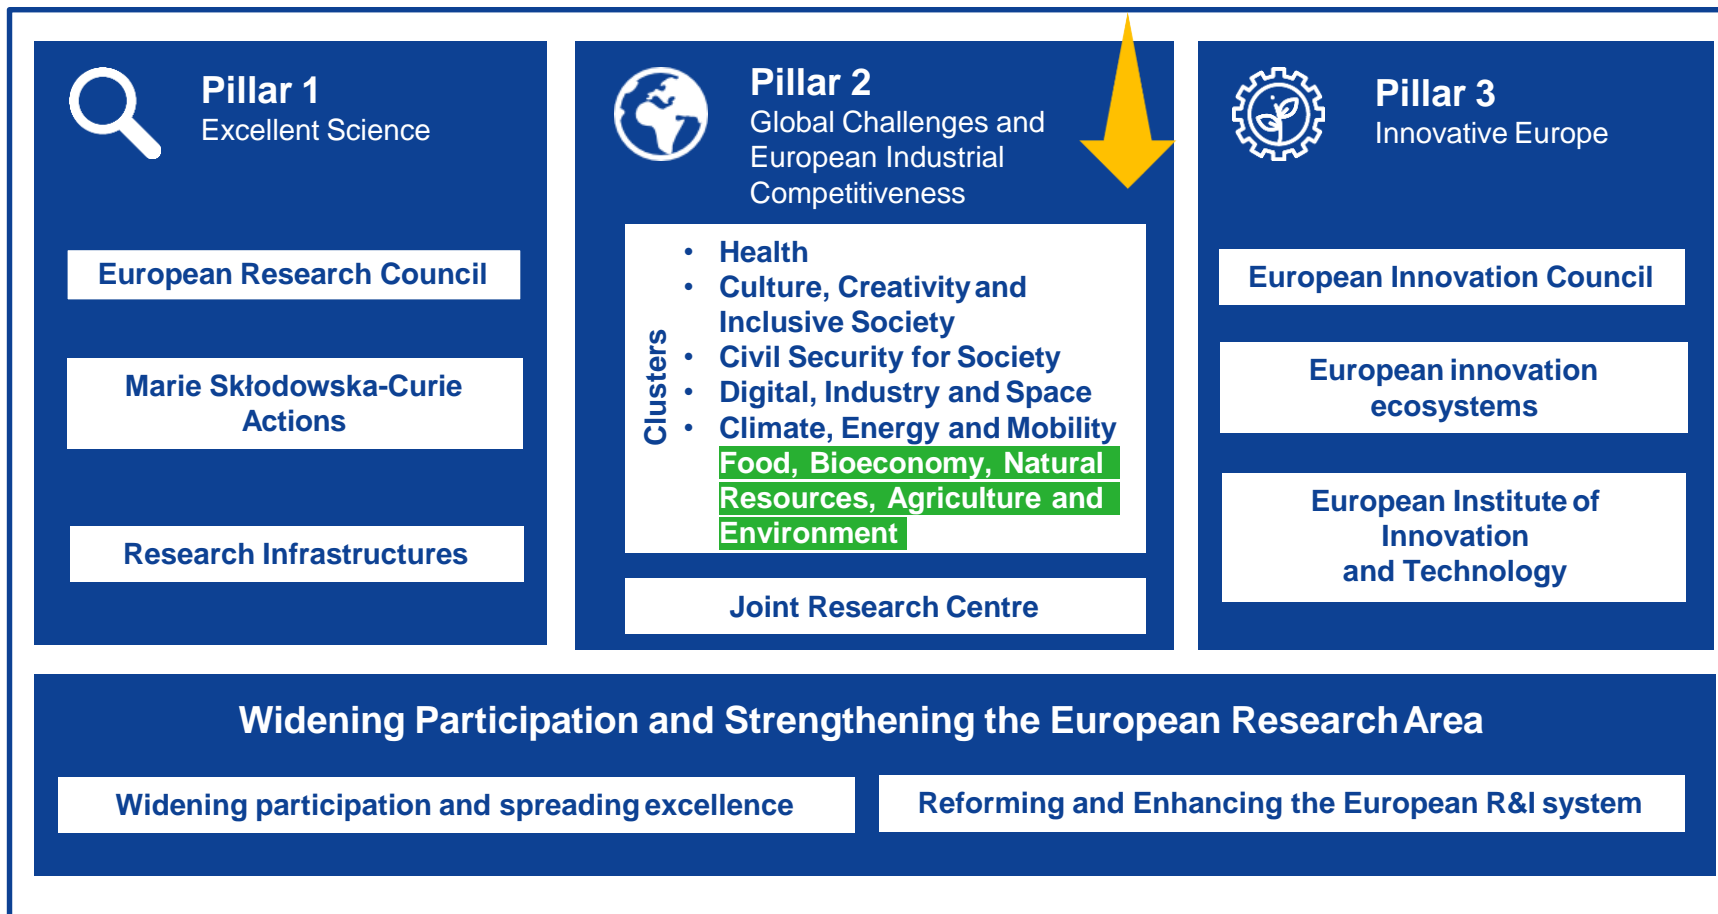 Pillar 1
Excellent Science
European Research Council
Marie Skłodowska-Curie
Actions
Research Infrastructures
Pillar 2
Global Challenges and
European Industrial
Competitiveness
Clusters
• Health
• Culture, Creativity and
Inclusive Society
• Civil Security for Society
• Digital, Industry and Space
• Climate, Energy and Mobility
Food, Bioeconomy, Natural
Resources, Agriculture and
Environment
Joint Research Centre
Pillar 3
Innovative Europe
European Innovation Council
European innovation
ecosystems
European Institute of
Innovation
and Technology
Widening Participation and Strengthening the European Research Area
Widening participation and spreading excellence
Reforming and Enhancing the European R&I system